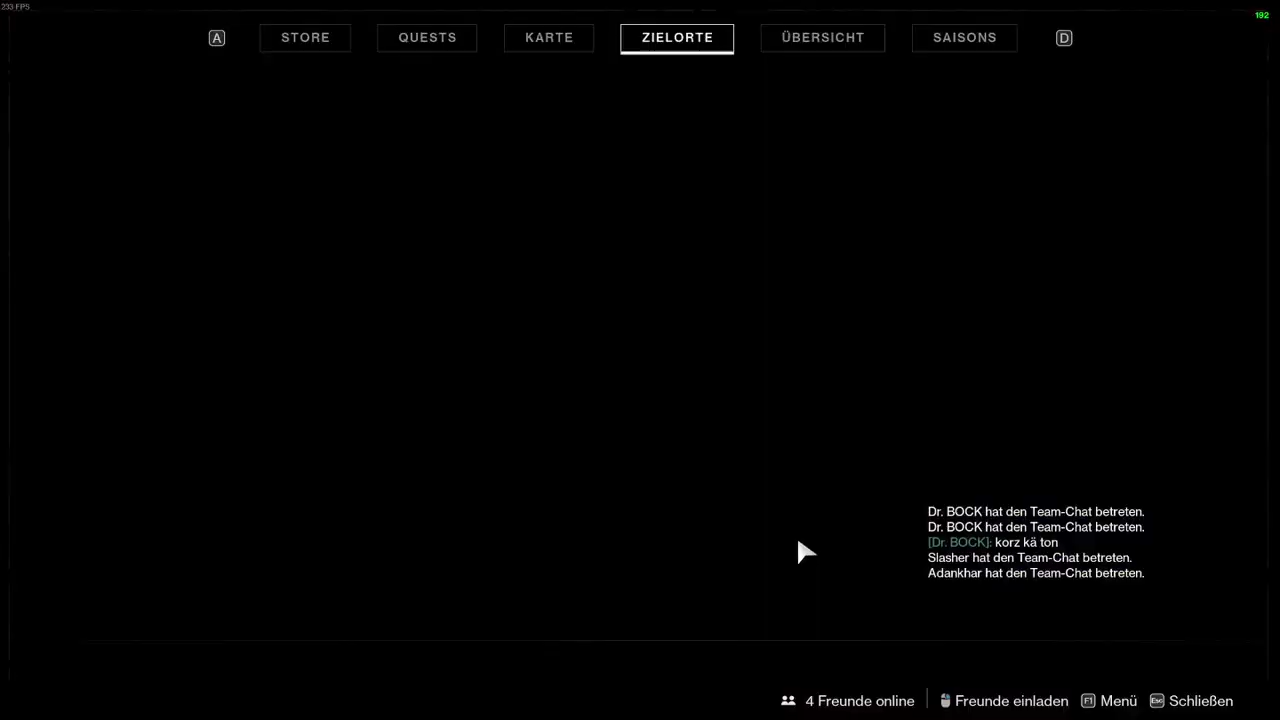 233 FPS
192
A STORE QUESTS KARTE ZIELORTE ÜBERSICHT SAISONS D
Dr. BOCK hat den Team-Chat betreten.
Dr. BOCK hat den Team-Chat betreten.
[Dr. BOCK]: korz kä ton
Slasher hat den Team-Chat betreten.
Adankhar hat den Team-Chat betreten.
4 Freunde online Freunde einladen F1 Menü Esc Schließen